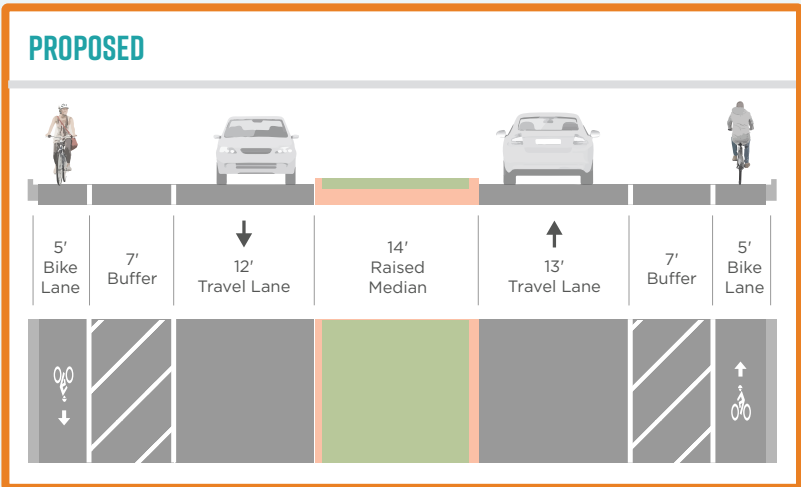 PROPOSED
5'
Bike
Lane
7'
Buffer
12'
Travel Lane
14'
Raised
Median
13'
Travel Lane
7'
Buffer
5'
Bike
Lane